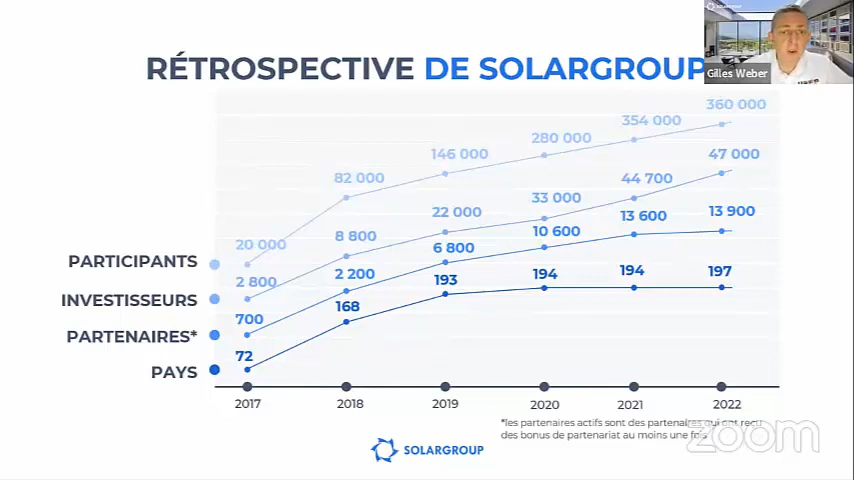 RÉTROSPECTIVE DE SOLARGROUP
Gilles Weber
360 000
354 000
280 000
146 000
82 000
20 000
47 000
44 700
33 000
22 000
8 800
2 800
13 900
13 600
10 600
6 800
2 200
700
197
194
194
193
168
72
PARTICIPANTS
INVESTISSEURS
PARTENAIRES*
PAYS
2017 2018 2019 2020 2021 2022
*les partenaires actifs sont des partenaires qui ont reçu
des bonus de partenariat au moins une fois
SOLARGROUP
zoom